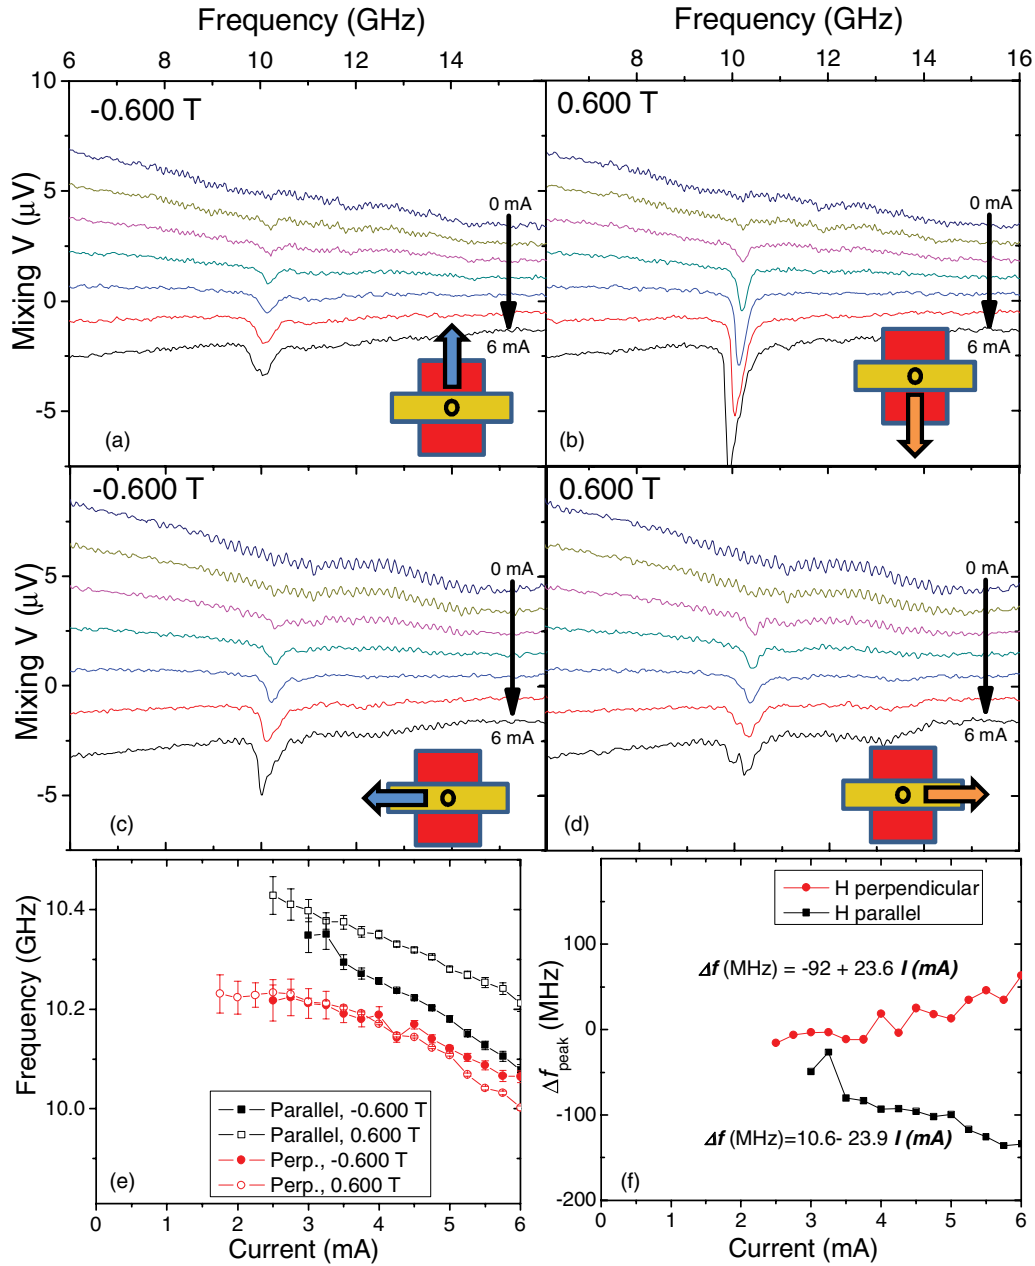 Frequency (GHz)
Frequency (GHz)
6 8 10 12 14
6 8 10 12 14 16
10
5
0
-5
Mixing V (μV)
-0.600 T
0 mA
6 mA
(a)
0.600 T
0 mA
6 mA
(b)
5
0
-5
Mixing V (μV)
-0.600 T
0 mA
6 mA
(c)
0.600 T
0 mA
6 mA
(d)
10.4
10.2
10.0
Frequency (GHz)
Parallel, -0.600 T
Parallel, 0.600 T
Perp., -0.600 T
Perp., 0.600 T
(e)
0 1 2 3 4 5 6
Current (mA)
H perpendicular
H parallel
100
0
-100
-200
Δf peak (MHz)
Δf (MHz) = -92 + 23.6 I (mA)
Δf (MHz)=10.6- 23.9 I (mA)
(f)
0 1 2 3 4 5 6
Current (mA)